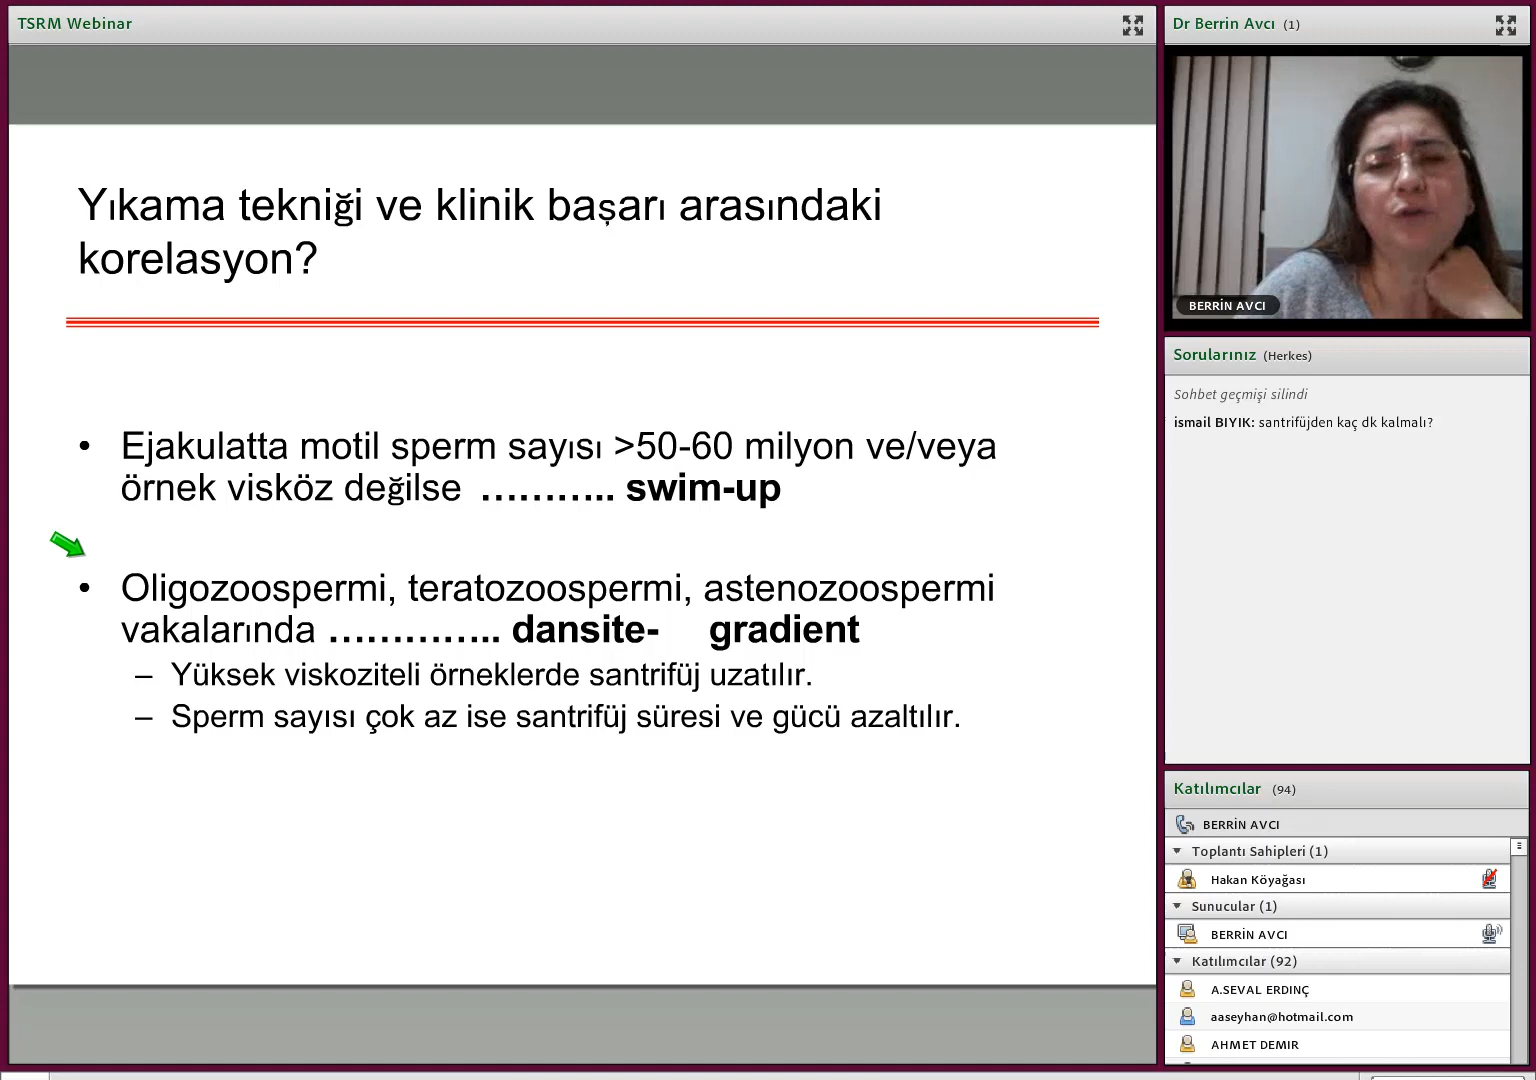 TSRM Webinar
Yıkama tekniği ve klinik başarı arasındaki
korelasyon?
• Ejakulatta motil sperm sayısı >50-60 milyon ve/veya
örnek visköz değilse ……….. swim-up
• Oligozoospermi, teratozoospermi, astenozoospermi
vakalarında ………….. dansite- gradient
– Yüksek viskoziteli örneklerde santrifüj uzatılır.
– Sperm sayısı çok az ise santrifüj süresi ve gücü azaltılır.
Dr Berrin Avcı (1)
BERRİN AVCI
Sorularınız (Herkes)
Sohbet geçmişi silindi
ismail BIYIK: santrifüjden kaç dk kalmalı?
Katılımcılar (94)
BERRİN AVCI
Toplantı Sahipleri (1)
Hakan Köyağası
Sunucular (1)
BERRİN AVCI
Katılımcılar (92)
A.SEVAL ERDINÇ
aaseyhan@hotmail.com
AHMET DEMIR